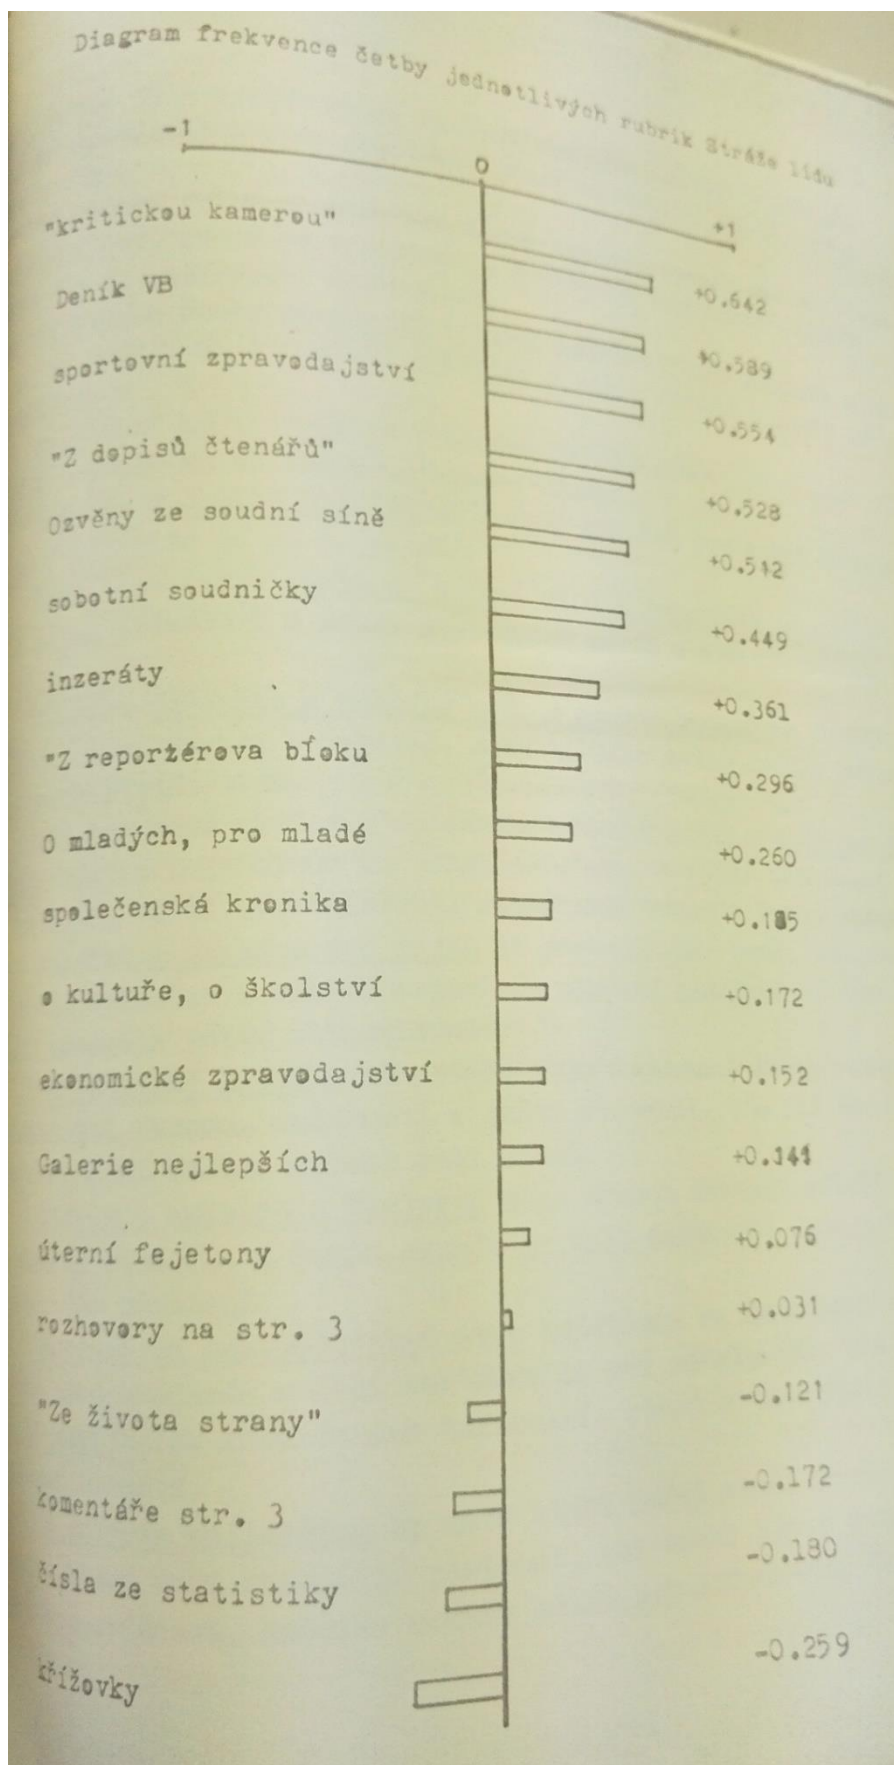 Diagram frekvence četby jednotlivých rubrik Stráže lidu
-1 0 +1
"kritickou kamerou" +0.642
Deník VB +0.589
sportovní zpravodajství +0.554
"Z dopisů čtenářů" +0.528
Ozvěny ze soudní síně +0.512
sobotní soudničky +0.449
inzeráty +0.361
"Z reportérova bloku +0.296
O mladých, pro mladé +0.260
společenská kronika +0.185
o kultuře, o školství +0.172
ekonomické zpravodajství +0.152
Galerie nejlepších +0.141
úterní fejetony +0.076
rozhovory na str. 3 +0.031
"Ze života strany" -0.121
komentáře str. 3 -0.172
čísla ze statistiky -0.180
křížovky -0.259